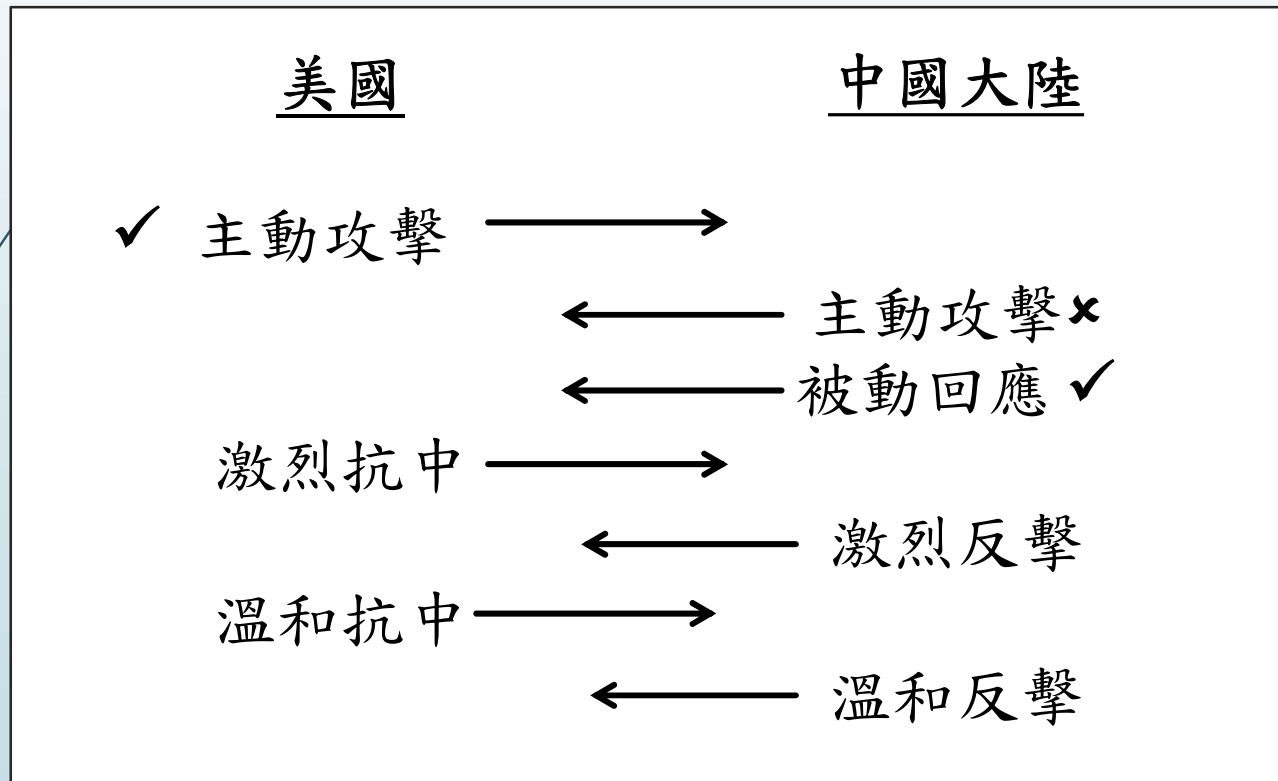 美國 中國大陸
✓ 主動攻擊
主動攻擊✘
被動回應 ✓
激烈抗中
激烈反擊
溫和抗中
溫和反擊